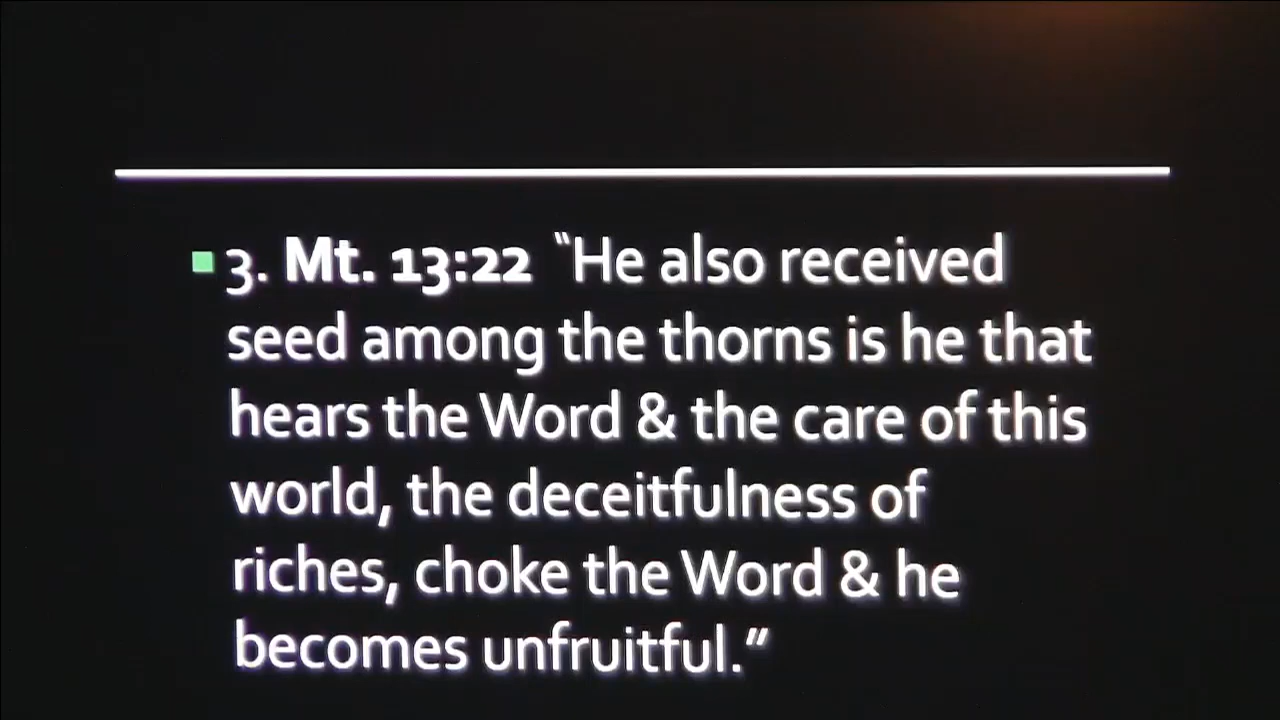 3. Mt. 13:22 “He also received
seed among the thorns is he that
hears the Word & the care of this
world, the deceitfulness of
riches, choke the Word & he
becomes unfruitful.”